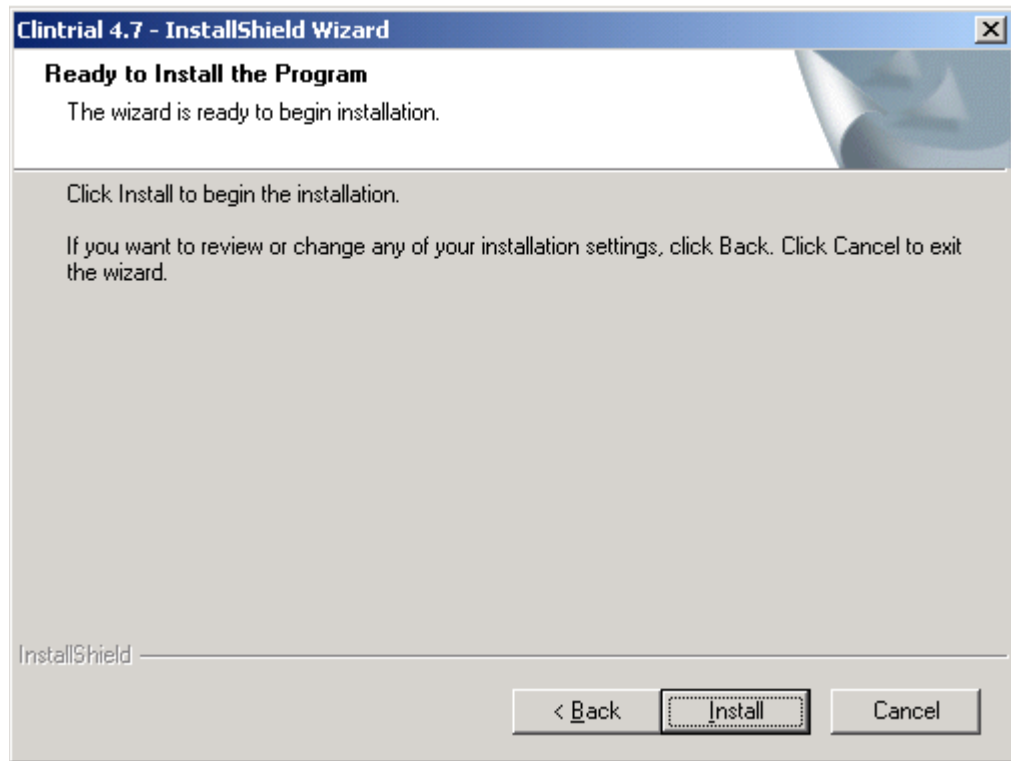 Clintrial 4.7 - InstallShield Wizard
Ready to Install the Program
The wizard is ready to begin installation.
Click Install to begin the installation.
If you want to review or change any of your installation settings, click Back. Click Cancel to exit
the wizard.
InstallShield
< Back Install Cancel